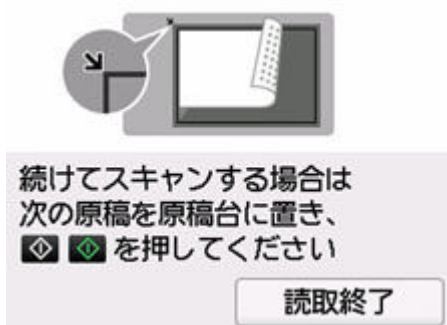 続けてスキャンする場合は
次の原稿を原稿台に置き、
を押してください
読取終了